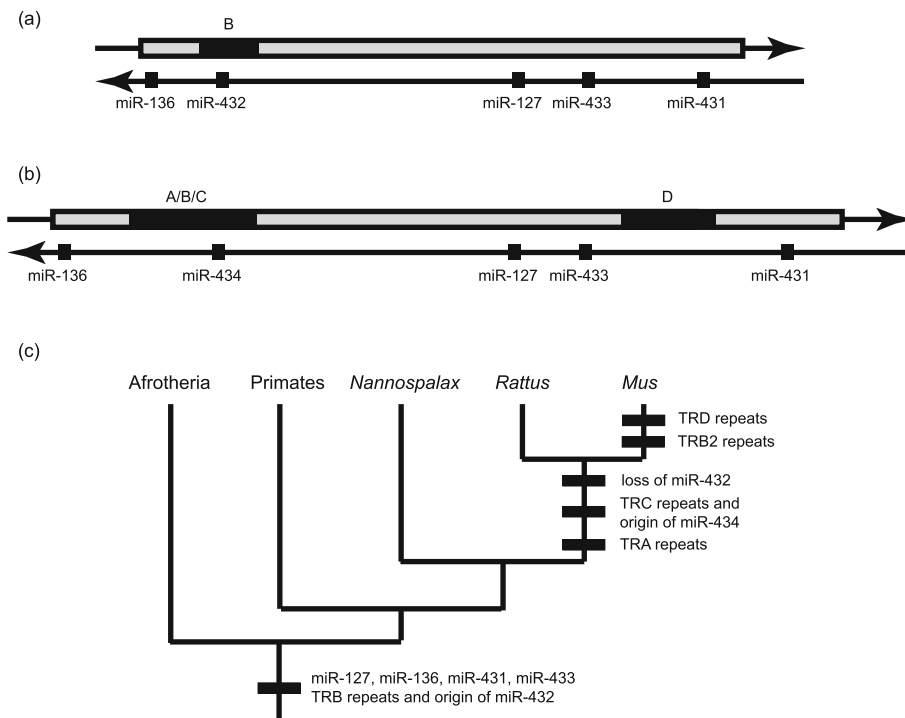 (a)
B
miR-136
miR-432
miR-127
miR-433
miR-431
(b)
A/B/C
D
miR-136
miR-434
miR-127
miR-433
miR-431
(c)
Afrotheria
Primates
Nannospalax
Rattus
Mus
TRD repeats
TRB2 repeats
loss of miR-432
TRC repeats and
origin of miR-434
TRA repeats
miR-127, miR-136, miR-431, miR-433
TRB repeats and origin of miR-432